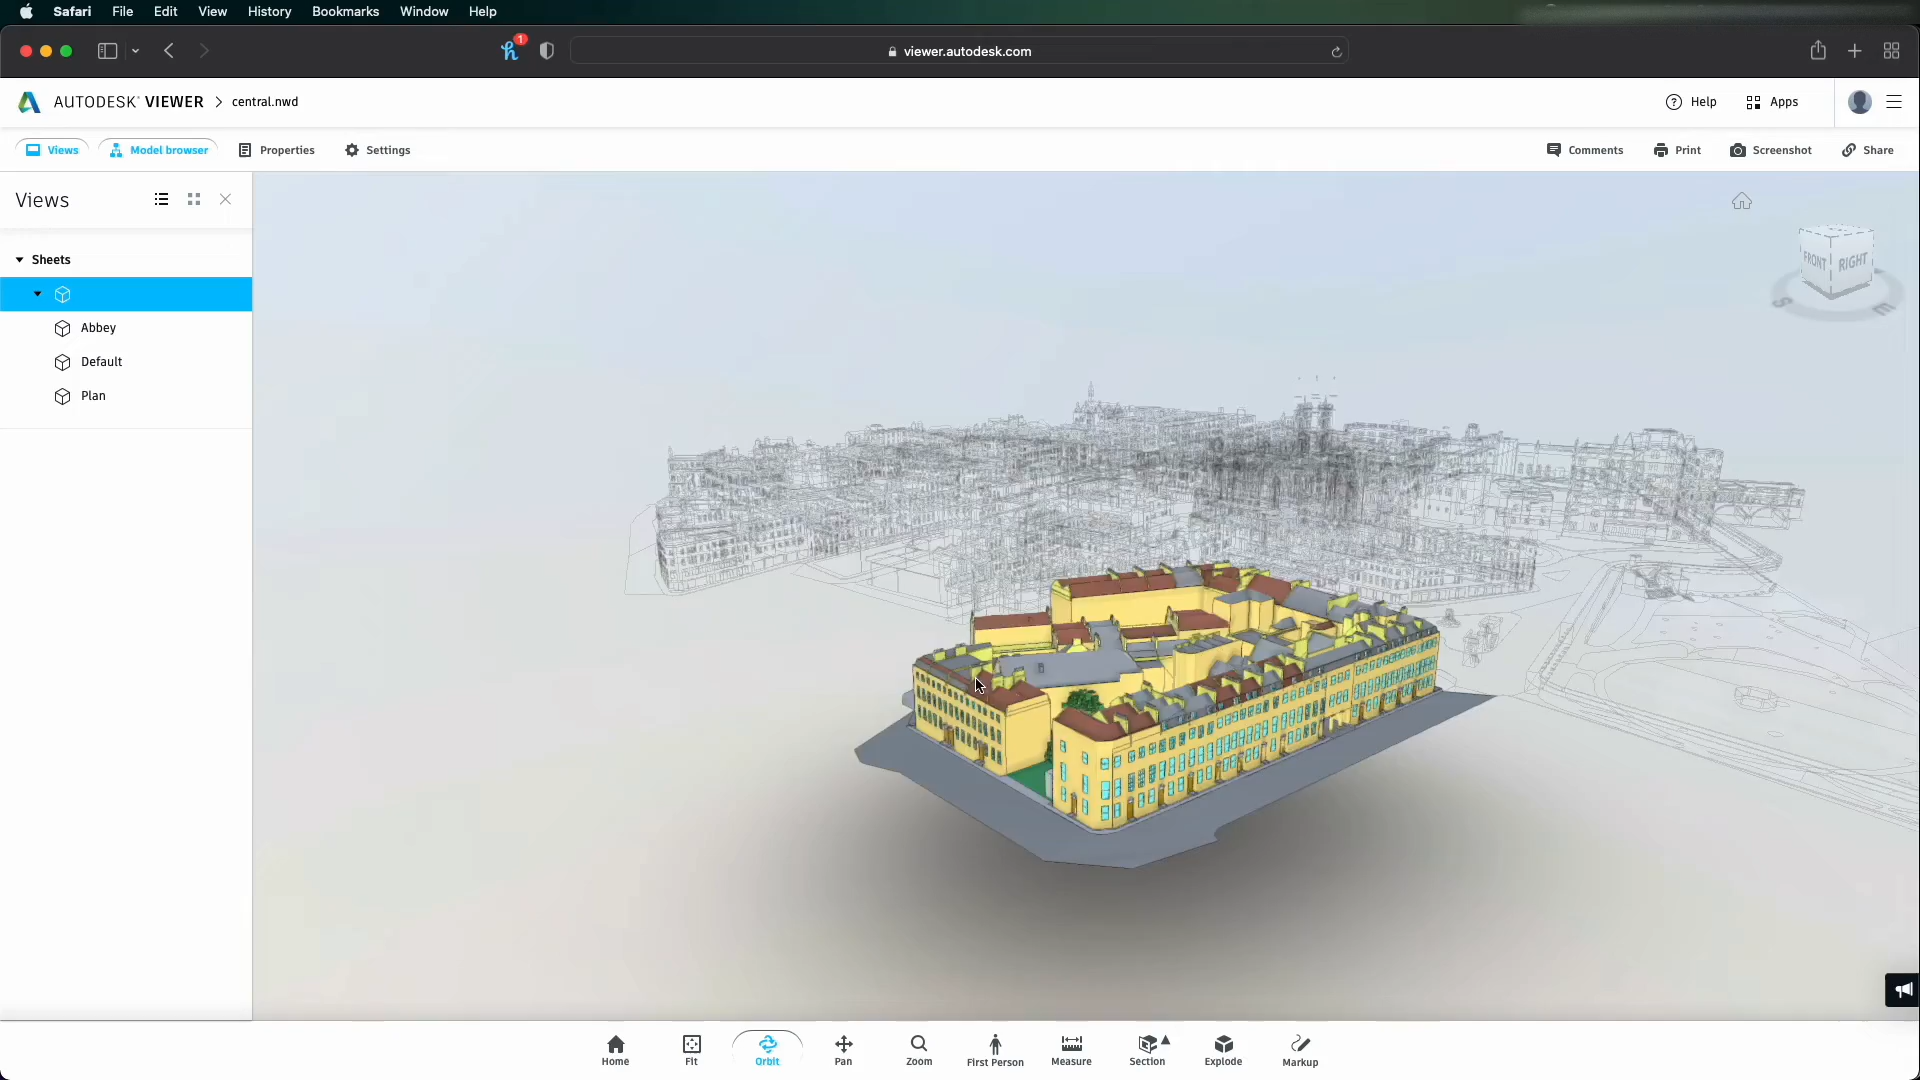 Safari File Edit View History Bookmarks Window Help
1
viewer.autodesk.com
AUTODESK VIEWER > central.nwd
Help Apps
Views Model browser Properties Settings
Comments Print Screenshot Share
Views
Sheets
Abbey
Default
Plan
FRONT RIGHT
S E
Home Fit Orbit Pan Zoom First Person Measure Section Explode Markup